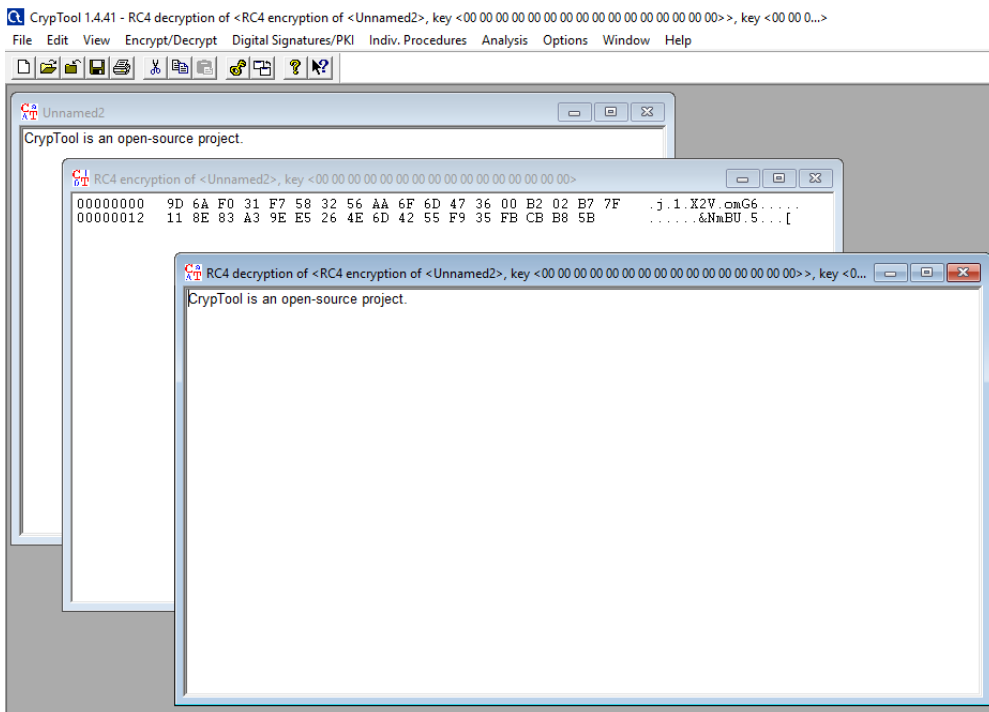 CrypTool 1.4.41 - RC4 decryption of <RC4 encryption of <Unnamed2>, key <00 00 00 00 00 00 00 00 00 00 00 00 00 00 00 00>>, key <00 00 0...>
File Edit View Encrypt/Decrypt Digital Signatures/PKI Indiv. Procedures Analysis Options Window Help
Unnamed2
CrypTool is an open-source project.
RC4 encryption of <Unnamed2>, key <00 00 00 00 00 00 00 00 00 00 00 00 00 00 00 00>
00000000 9D 6A F0 31 F7 58 32 56 AA 6F 6D 47 36 00 B2 02 B7 7F .j.1.X2V.omG6.....
00000012 11 8E 83 A3 9E E5 26 4E 6D 42 55 F9 35 FB CB B8 5B ......&NmBU.5...[
RC4 decryption of <RC4 encryption of <Unnamed2>, key <00 00 00 00 00 00 00 00 00 00 00 00 00 00 00 00>>, key <0...
CrypTool is an open-source project.